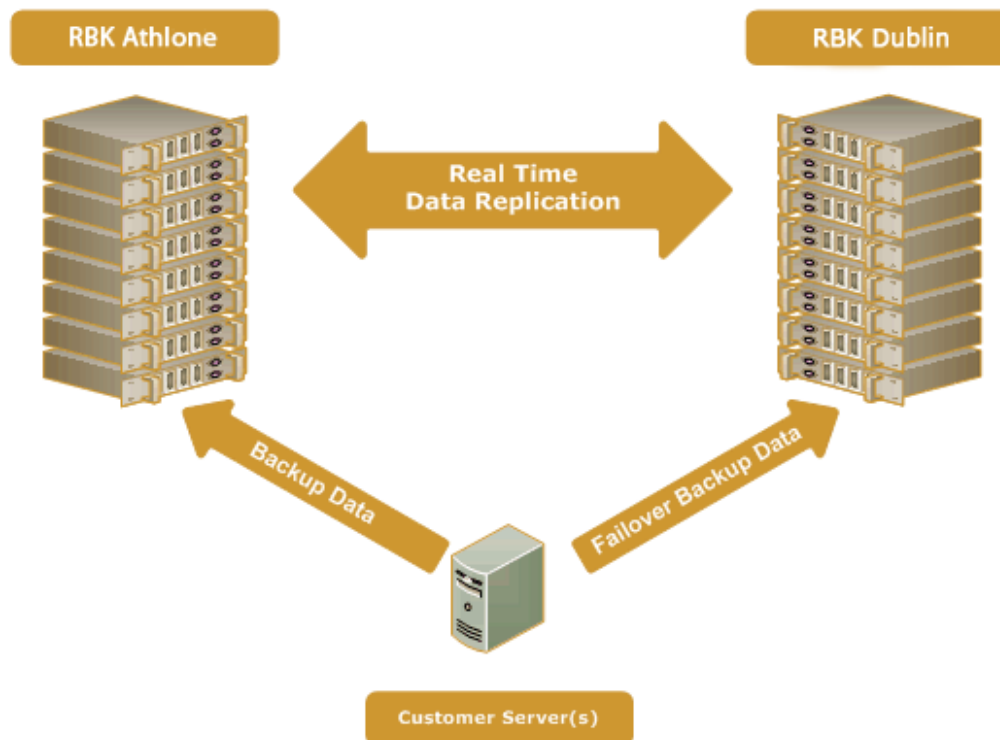 RBK Athlone
RBK Dublin
Real Time
Data Replication
Backup Data
Failover Backup Data
Customer Server(s)